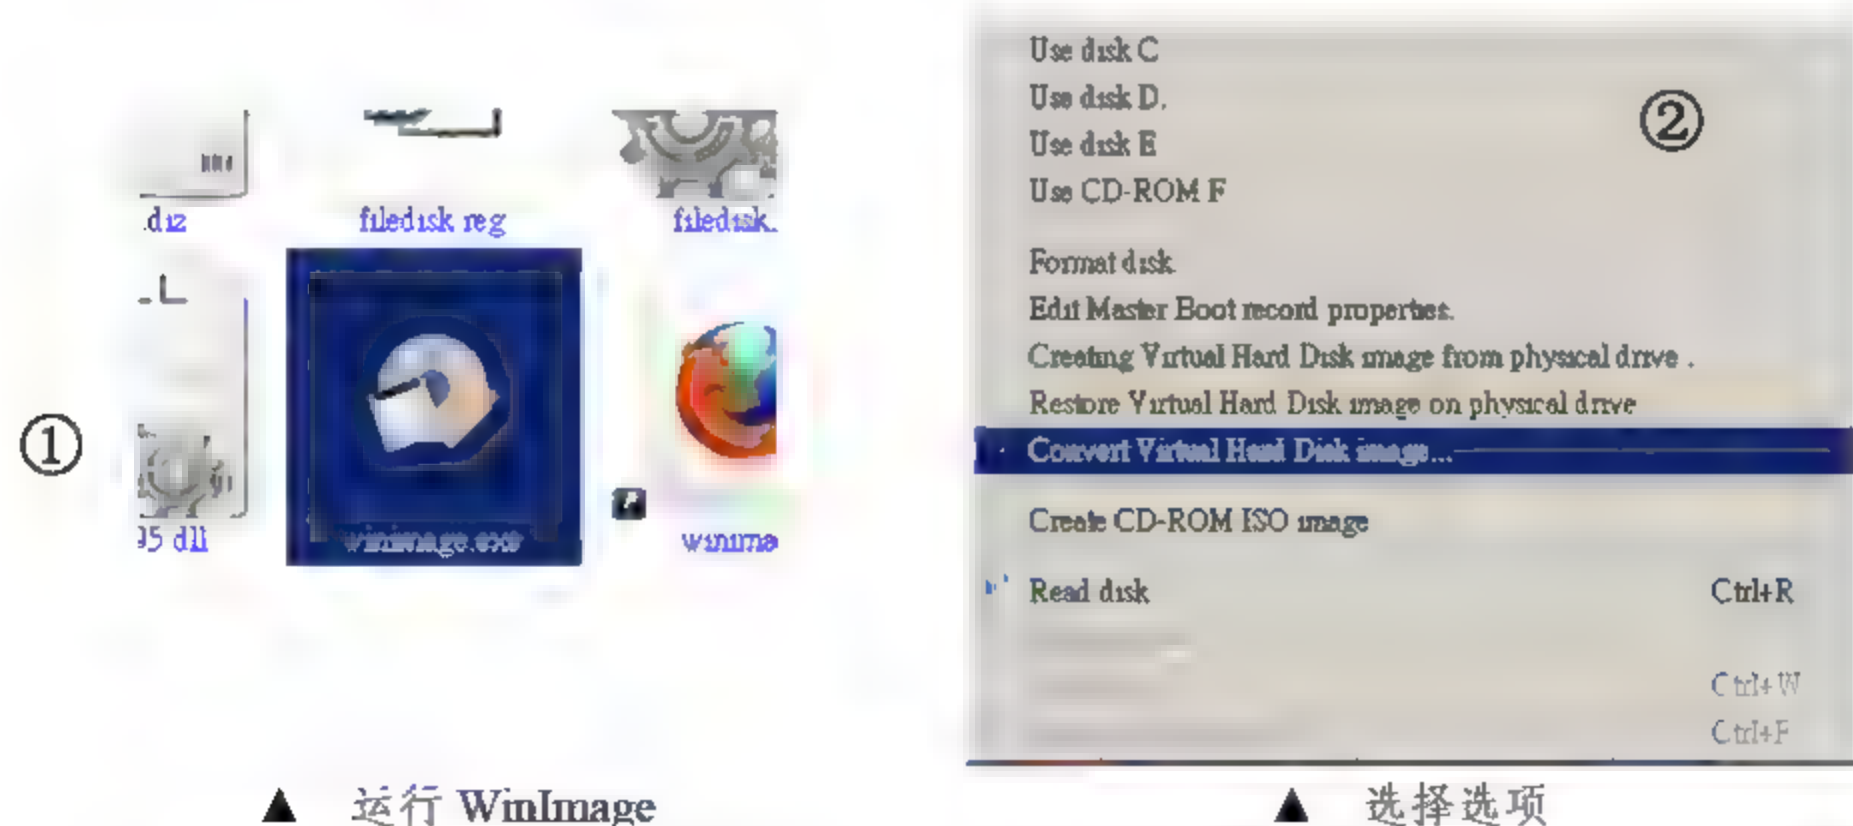 ①
.diz
filedisk reg
filedisk.
95 dll
winimage.exe
winima
▲ 运行 WinImage
②
Use disk C
Use disk D.
Use disk E
Use CD-ROM F
Format disk
Edit Master Boot record properties.
Creating Virtual Hard Disk image from physical drive .
Restore Virtual Hard Disk image on physical drive
Convert Virtual Hard Disk image...
Create CD-ROM ISO image
Read disk Ctrl+R
Ctrl+W
Ctrl+F
▲ 选择选项